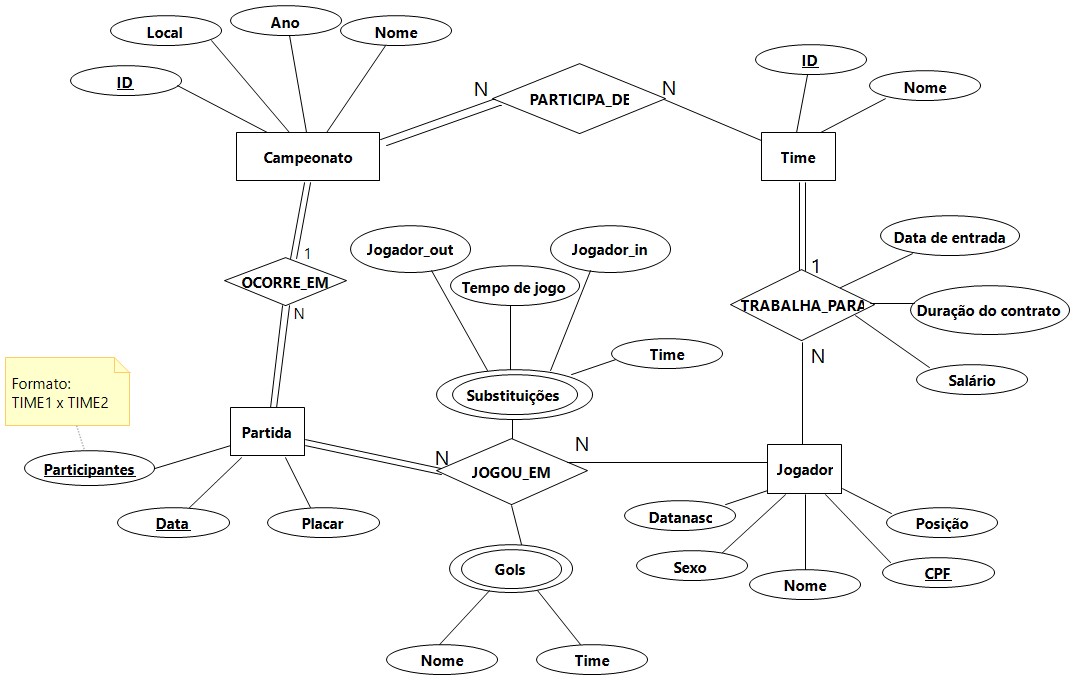 Ano
Local
Nome
ID
N
PARTICIPA_DE
N
ID
Nome
Campeonato
Time
Jogador_out
Jogador_in
Data de entrada
1
OCORRE_EM
N
Tempo de jogo
1
TRABALHA_PARA
Duração do contrato
Time
N
Salário
Formato:
TIME1 x TIME2
Substituições
Partida
N
N
JOGOU_EM
Jogador
Participantes
Data
Placar
Datanasc
Posição
Gols
Sexo
Nome
CPF
Nome
Time